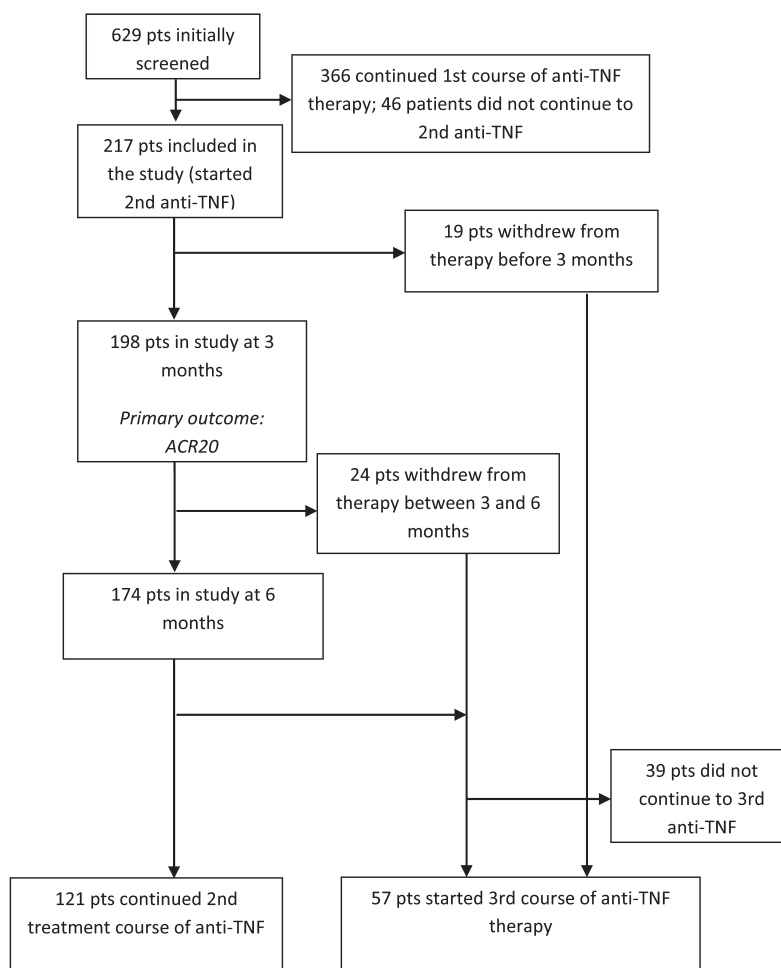 629 pts initially
screened
366 continued 1st course of anti-TNF
therapy; 46 patients did not continue to
2nd anti-TNF
217 pts included in
the study (started
2nd anti-TNF)
19 pts withdrew from
therapy before 3 months
198 pts in study at 3
months
Primary outcome:
ACR20
24 pts withdrew from
therapy between 3 and 6
months
174 pts in study at 6
months
39 pts did not
continue to 3rd
anti-TNF
121 pts continued 2nd
treatment course of anti-TNF
57 pts started 3rd course of anti-TNF
therapy